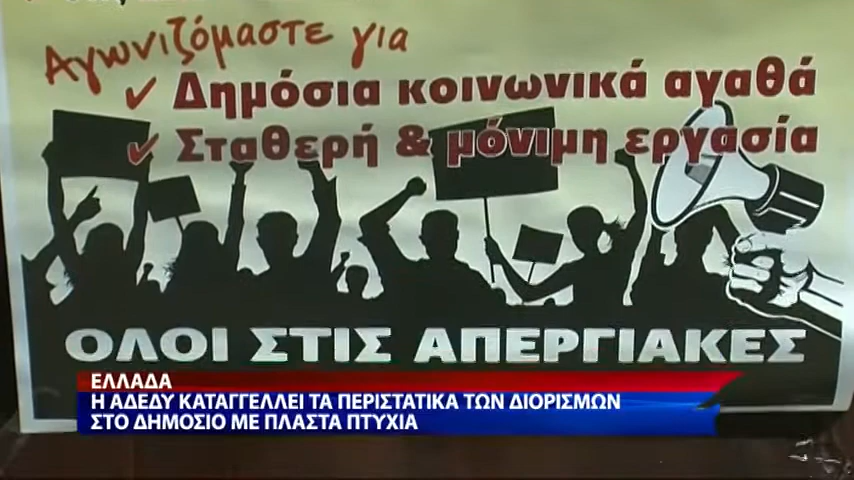 Αγωνιζόμαστε για
✓ Δημόσια κοινωνικά αγαθά
✓ Σταθερή & μόνιμη εργασία
ΟΛΟΙ ΣΤΙΣ ΑΠΕΡΓΙΑΚΕΣ
ΕΛΛΑΔΑ
Η ΑΔΕΔΥ ΚΑΤΑΓΓΕΛΛΕΙ ΤΑ ΠΕΡΙΣΤΑΤΙΚΑ ΤΩΝ ΔΙΟΡΙΣΜΩΝ
ΣΤΟ ΔΗΜΟΣΙΟ ΜΕ ΠΛΑΣΤΑ ΠΤΥΧΙΑ